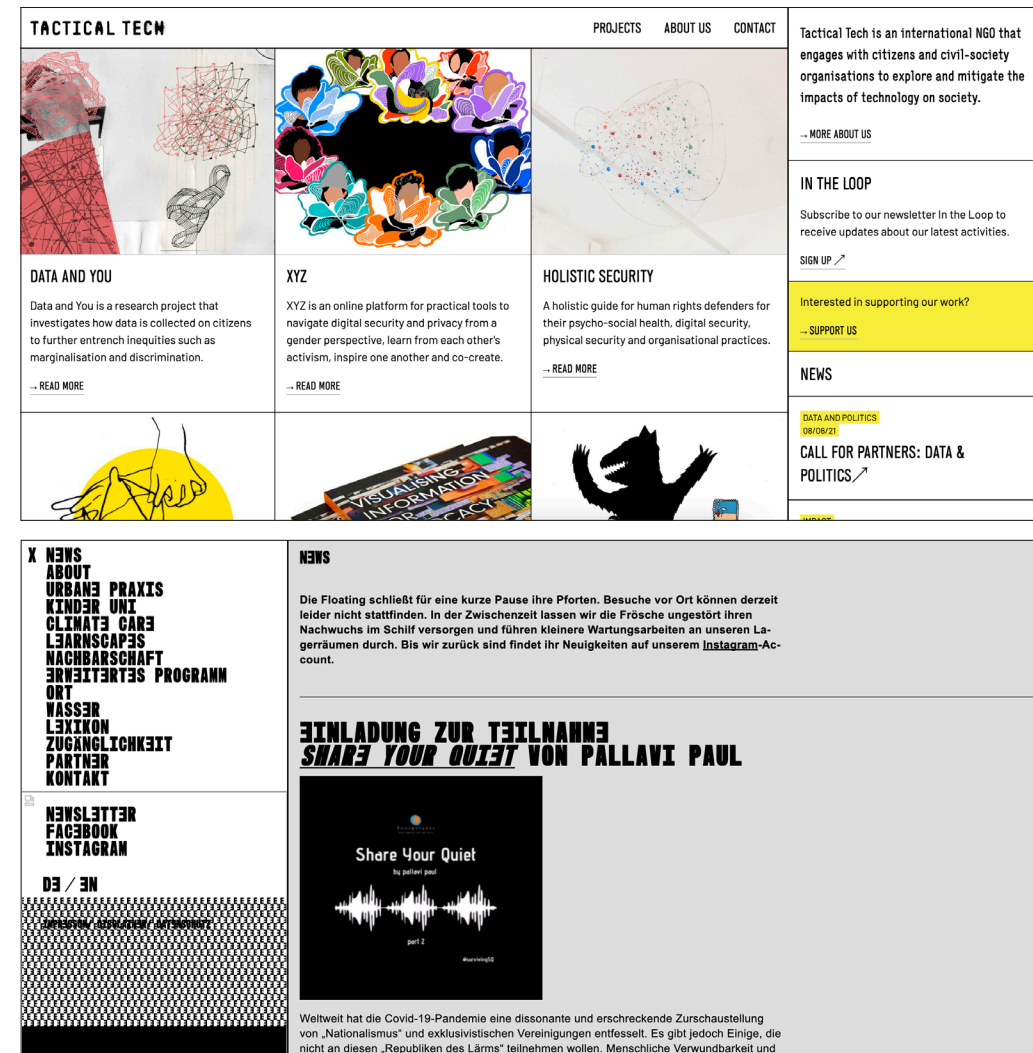 TACTICAL TECH
PROJECTS ABOUT US CONTACT
DATA AND YOU
Data and You is a research project that
investigates how data is collected on citizens
to further entrench inequities such as
marginalisation and discrimination.
→ READ MORE
XYZ
XYZ is an online platform for practical tools to
navigate digital security and privacy from a
gender perspective, learn from each other's
activism, inspire one another and co-create.
→ READ MORE
HOLISTIC SECURITY
A holistic guide for human rights defenders for
their psycho-social health, digital security,
physical security and organisational practices.
→ READ MORE
VISUALISING
INFORMATION
FOR ADVOCACY
Tactical Tech is an international NGO that
engages with citizens and civil-society
organisations to explore and mitigate the
impacts of technology on society.
→ MORE ABOUT US
IN THE LOOP
Subscribe to our newsletter In the Loop to
receive updates about our latest activities.
SIGN UP ↗
Interested in supporting our work?
→ SUPPORT US
NEWS
DATA AND POLITICS
08/06/21
CALL FOR PARTNERS: DATA &
POLITICS ↗
IMPACT
X NEWS
ABOUT
URBANE PRAXIS
KINDER UNI
CLIMATE CARE
LEARNSCAPES
NACHBARSCHAFT
ERWEITERTES PROGRAMM
ORT
WASSER
LEXIKON
ZUGÄNGLICHKEIT
PARTNER
KONTAKT
NEWSLETTER
FACEBOOK
INSTAGRAM
DE / EN
NEWS
Die Floating schließt für eine kurze Pause ihre Pforten. Besuche vor Ort können derzeit
leider nicht stattfinden. In der Zwischenzeit lassen wir die Frösche ungestört ihren
Nachwuchs im Schilf versorgen und führen kleinere Wartungsarbeiten an unseren La-
gerräumen durch. Bis wir zurück sind findet ihr Neuigkeiten auf unserem Instagram-Ac-
count.
EINLADUNG ZUR TEILNAHME
SHARE YOUR QUIET VON PALLAVI PAUL
Share Your Quiet
by pallavi paul
part 2
#survivingSQ
Weltweit hat die Covid-19-Pandemie eine dissonante und erschreckende Zurschaustellung
von „Nationalismus“ und exklusivistischen Vereinigungen entfesselt. Es gibt jedoch Einige, die
nicht an diesen „Republiken des Lärms“ teilnehmen wollen. Menschliche Verwundbarkeit und